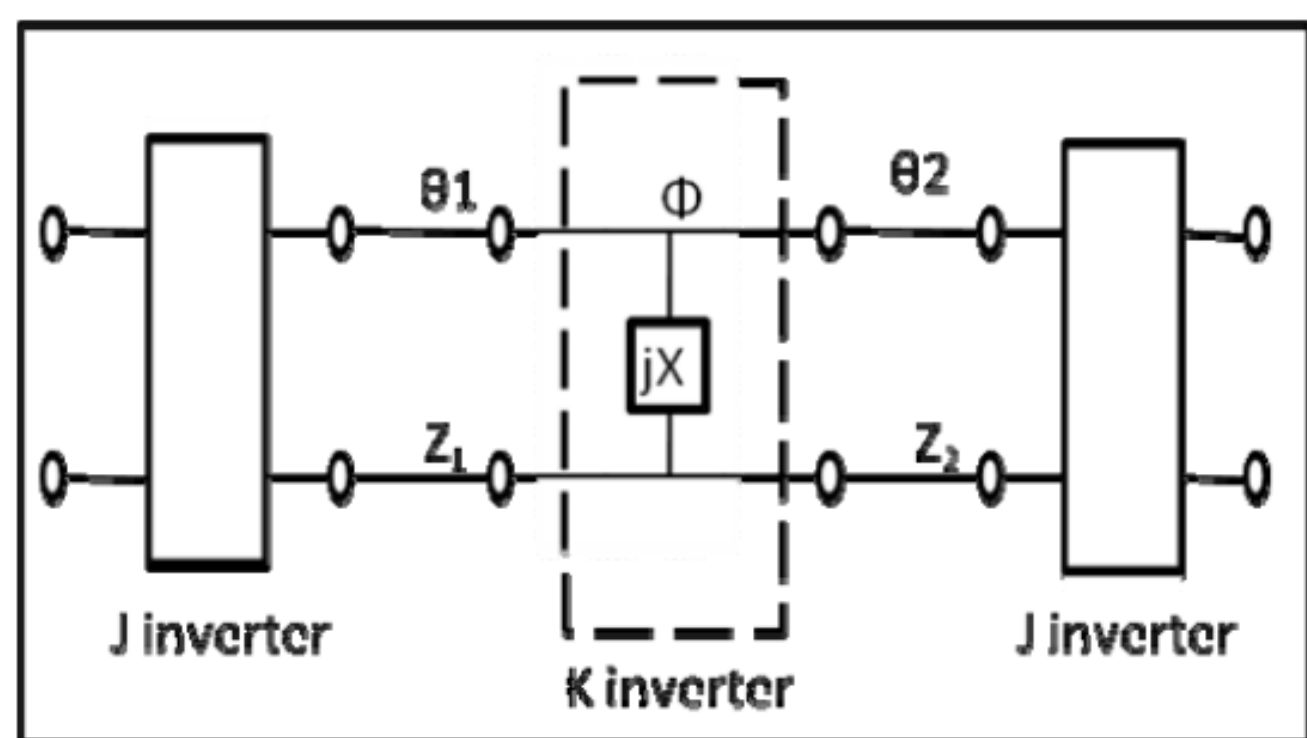 θ1
Φ
θ2
jX
Z₁
Z₂
J inverter
K inverter
J inverter